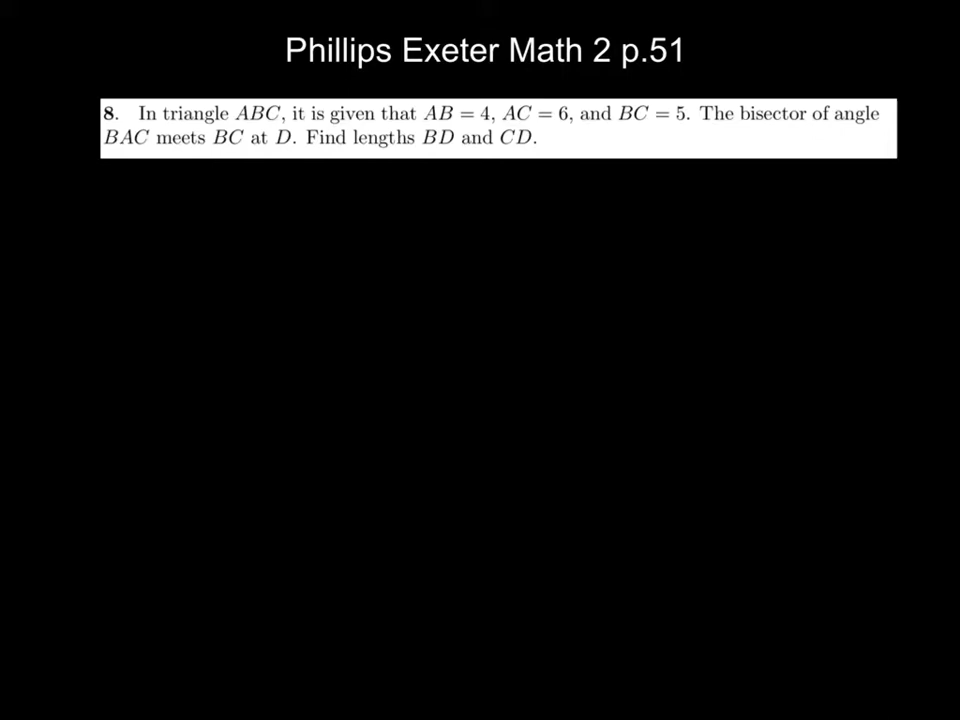 Phillips Exeter Math 2 p.51
8. In triangle ABC, it is given that AB = 4, AC = 6, and BC = 5. The bisector of angle
BAC meets BC at D. Find lengths BD and CD.